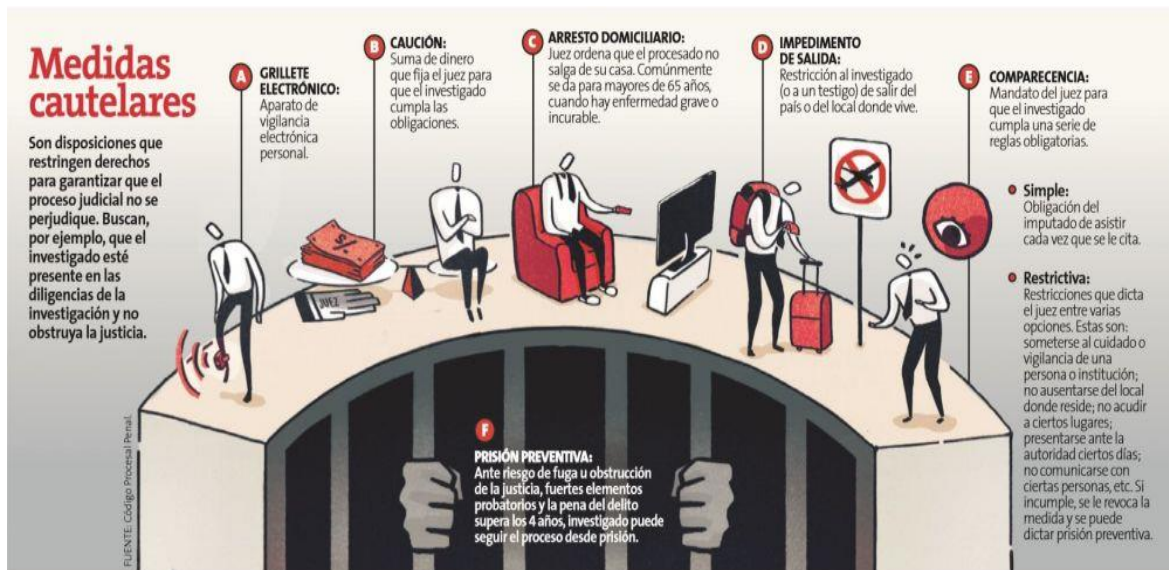 Medidas
cautelares
Son disposiciones que
restringen derechos
para garantizar que el
proceso judicial no se
perjudique. Buscan,
por ejemplo, que el
investigado esté
presente en las
diligencias de la
investigación y no
obstruya la justicia.
A
GRILLETE
ELECTRÓNICO:
Aparato de
vigilancia
electrónica
personal.
B
CAUCIÓN:
Suma de dinero
que fija el juez para
que el investigado
cumpla las
obligaciones.
C
ARRESTO DOMICILIARIO:
Juez ordena que el procesado no
salga de su casa. Comúnmente
se da para mayores de 65 años,
cuando hay enfermedad grave o
incurable.
D
IMPEDIMENTO
DE SALIDA:
Restricción al investigado
(o a un testigo) de salir del
país o del local donde vive.
E
COMPARECENCIA:
Mandato del juez para
que el investigado
cumpla una serie de
reglas obligatorias.
Simple:
Obligación del
imputado de asistir
cada vez que se le cita.
Restrictiva:
Restricciones que dicta
el juez entre varias
opciones. Estas son:
someterse al cuidado o
vigilancia de una
persona o institución;
no ausentarse del local
donde reside; no acudir
a ciertos lugares;
presentarse ante la
autoridad ciertos días;
no comunicarse con
ciertas personas, etc. Si
incumple, se le revoca la
medida y se puede
dictar prisión preventiva.
S/.
JUEZ
F
PRISIÓN PREVENTIVA:
Ante riesgo de fuga u obstrucción
de la justicia, fuertes elementos
probatorios y la pena del delito
supera los 4 años, investigado puede
seguir el proceso desde prisión.
FUENTE: Código Procesal Penal.